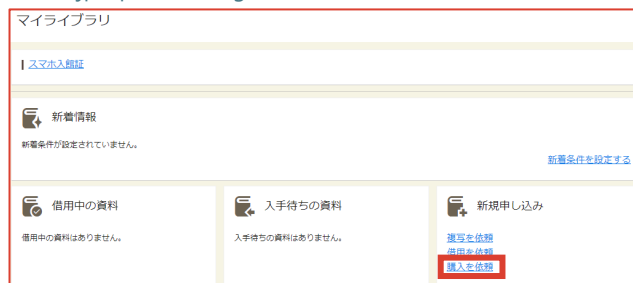 マイライブラリ
スマホ入館証
新着情報
新着条件が設定されていません。
新着条件を設定する
借用中の資料
借用中の資料はありません。
入手待ちの資料
入手待ちの資料はありません。
新規申し込み
複写を依頼
借用を依頼
購入を依頼